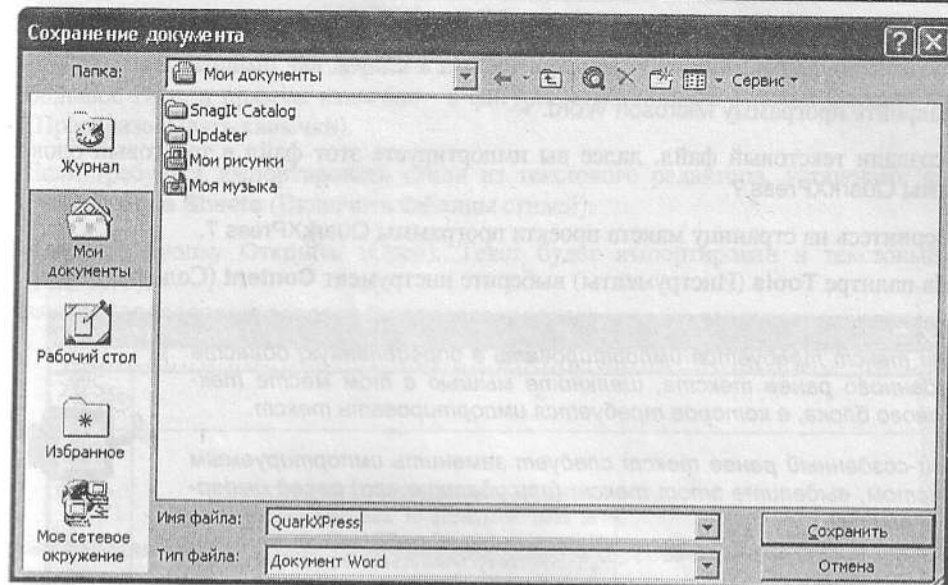 Сохранение документа
Папка:
Мои документы
Сервис
SnagIt Catalog
Updater
Мои рисунки
Моя музыка
Журнал
Мои
документы
Рабочий стол
Избранное
Мое сетевое
окружение
Имя файла:
QuarkXPress
Сохранить
Тип файла:
Документ Word
Отмена